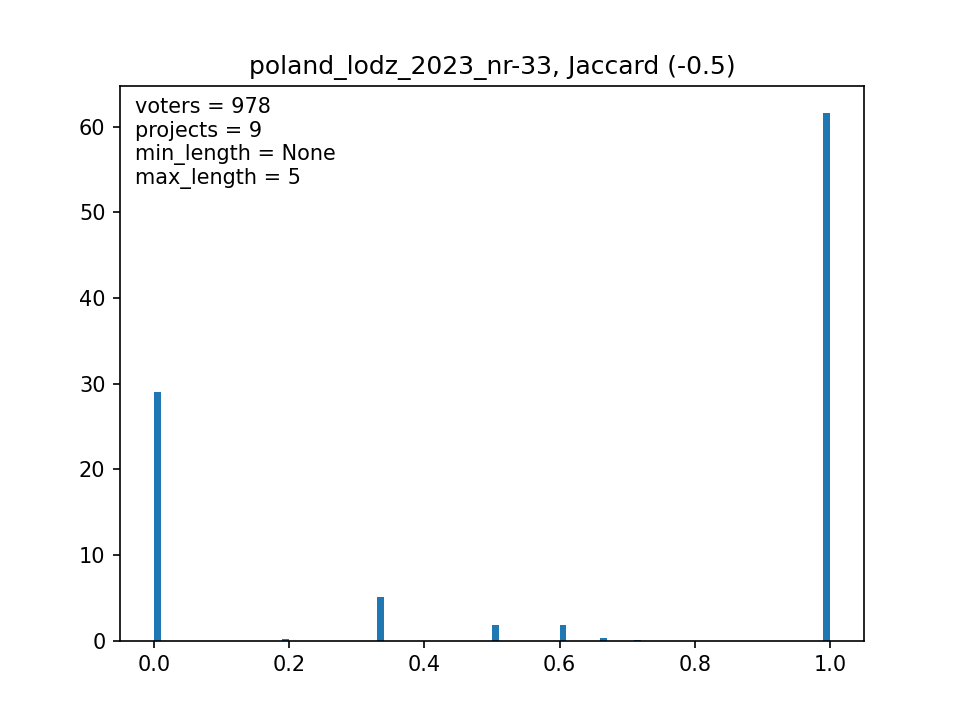 poland_lodz_2023_nr-33, Jaccard (-0.5)
voters = 978
projects = 9
min_length = None
max_length = 5
60
50
40
30
20
10
0
0.0 0.2 0.4 0.6 0.8 1.0